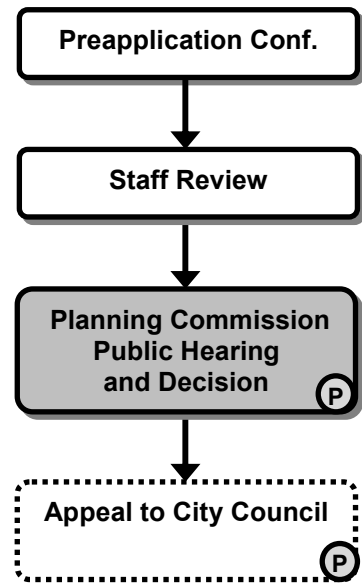 Preapplication Conf.
Staff Review
Planning Commission
Public Hearing
and Decision
P
Appeal to City Council
P